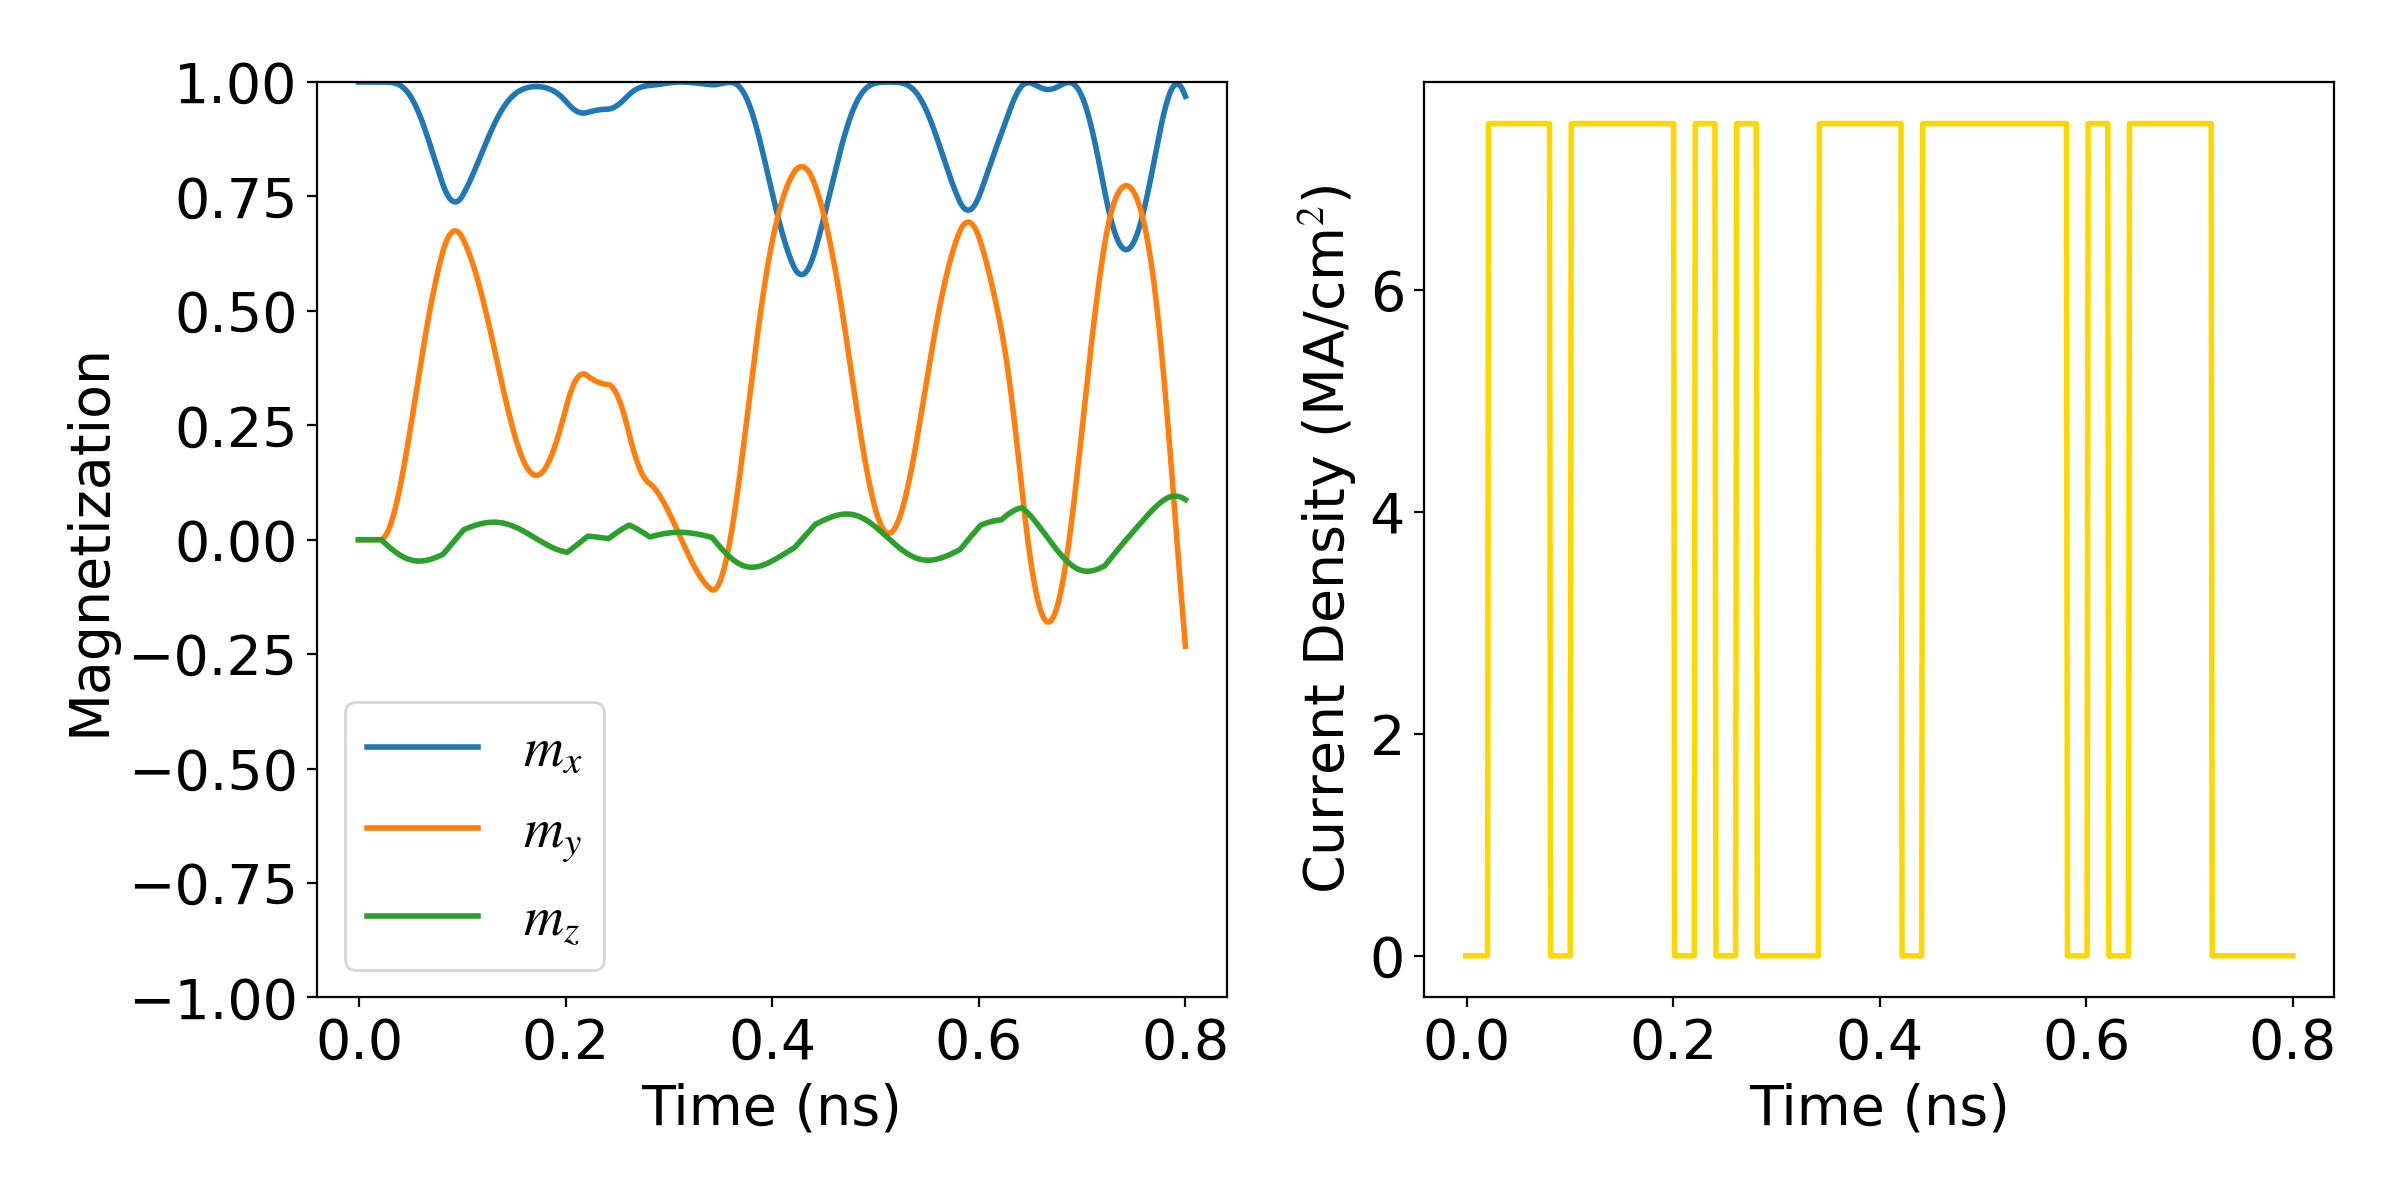 1.00
0.75
0.50
0.25
0.00
−0.25
−0.50
−0.75
−1.00
Magnetization
m_x
m_y
m_z
0.0 0.2 0.4 0.6 0.8
Time (ns)
6
4
2
0
Current Density (MA/cm²)
0.0 0.2 0.4 0.6 0.8
Time (ns)